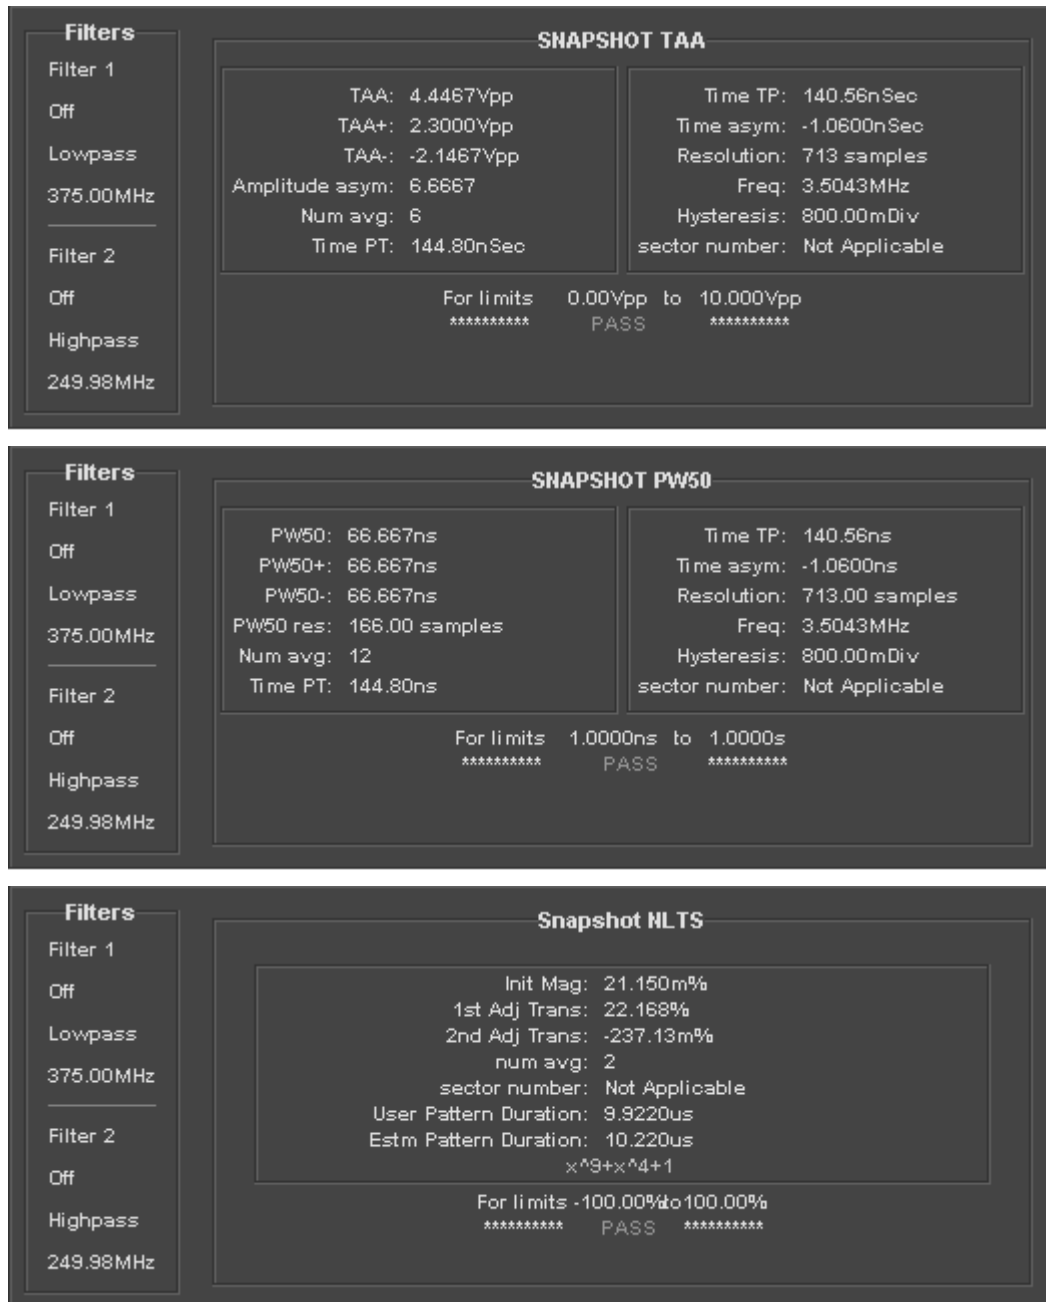 Filters
Filter 1
Off
Lowpass
375.00MHz
Filter 2
Off
Highpass
249.98MHz
SNAPSHOT TAA
TAA: 4.4467Vpp
TAA+: 2.3000Vpp
TAA-: -2.1467Vpp
Amplitude asym: 6.6667
Num avg: 6
Time PT: 144.80nSec
Time TP: 140.56nSec
Time asym: -1.0600nSec
Resolution: 713 samples
Freq: 3.5043MHz
Hysteresis: 800.00mDiv
sector number: Not Applicable
For limits 0.00Vpp to 10.000Vpp
********** PASS **********
Filters
Filter 1
Off
Lowpass
375.00MHz
Filter 2
Off
Highpass
249.98MHz
SNAPSHOT PW50
PW50: 66.667ns
PW50+: 66.667ns
PW50-: 66.667ns
PW50 res: 166.00 samples
Num avg: 12
Time PT: 144.80ns
Time TP: 140.56ns
Time asym: -1.0600ns
Resolution: 713.00 samples
Freq: 3.5043MHz
Hysteresis: 800.00mDiv
sector number: Not Applicable
For limits 1.0000ns to 1.0000s
********** PASS **********
Filters
Filter 1
Off
Lowpass
375.00MHz
Filter 2
Off
Highpass
249.98MHz
Snapshot NLTS
Init Mag: 21.150m%
1st Adj Trans: 22.168%
2nd Adj Trans: -237.13m%
num avg: 2
sector number: Not Applicable
User Pattern Duration: 9.9220us
Estm Pattern Duration: 10.220us
x^9+x^4+1
For limits -100.00%to100.00%
********** PASS **********